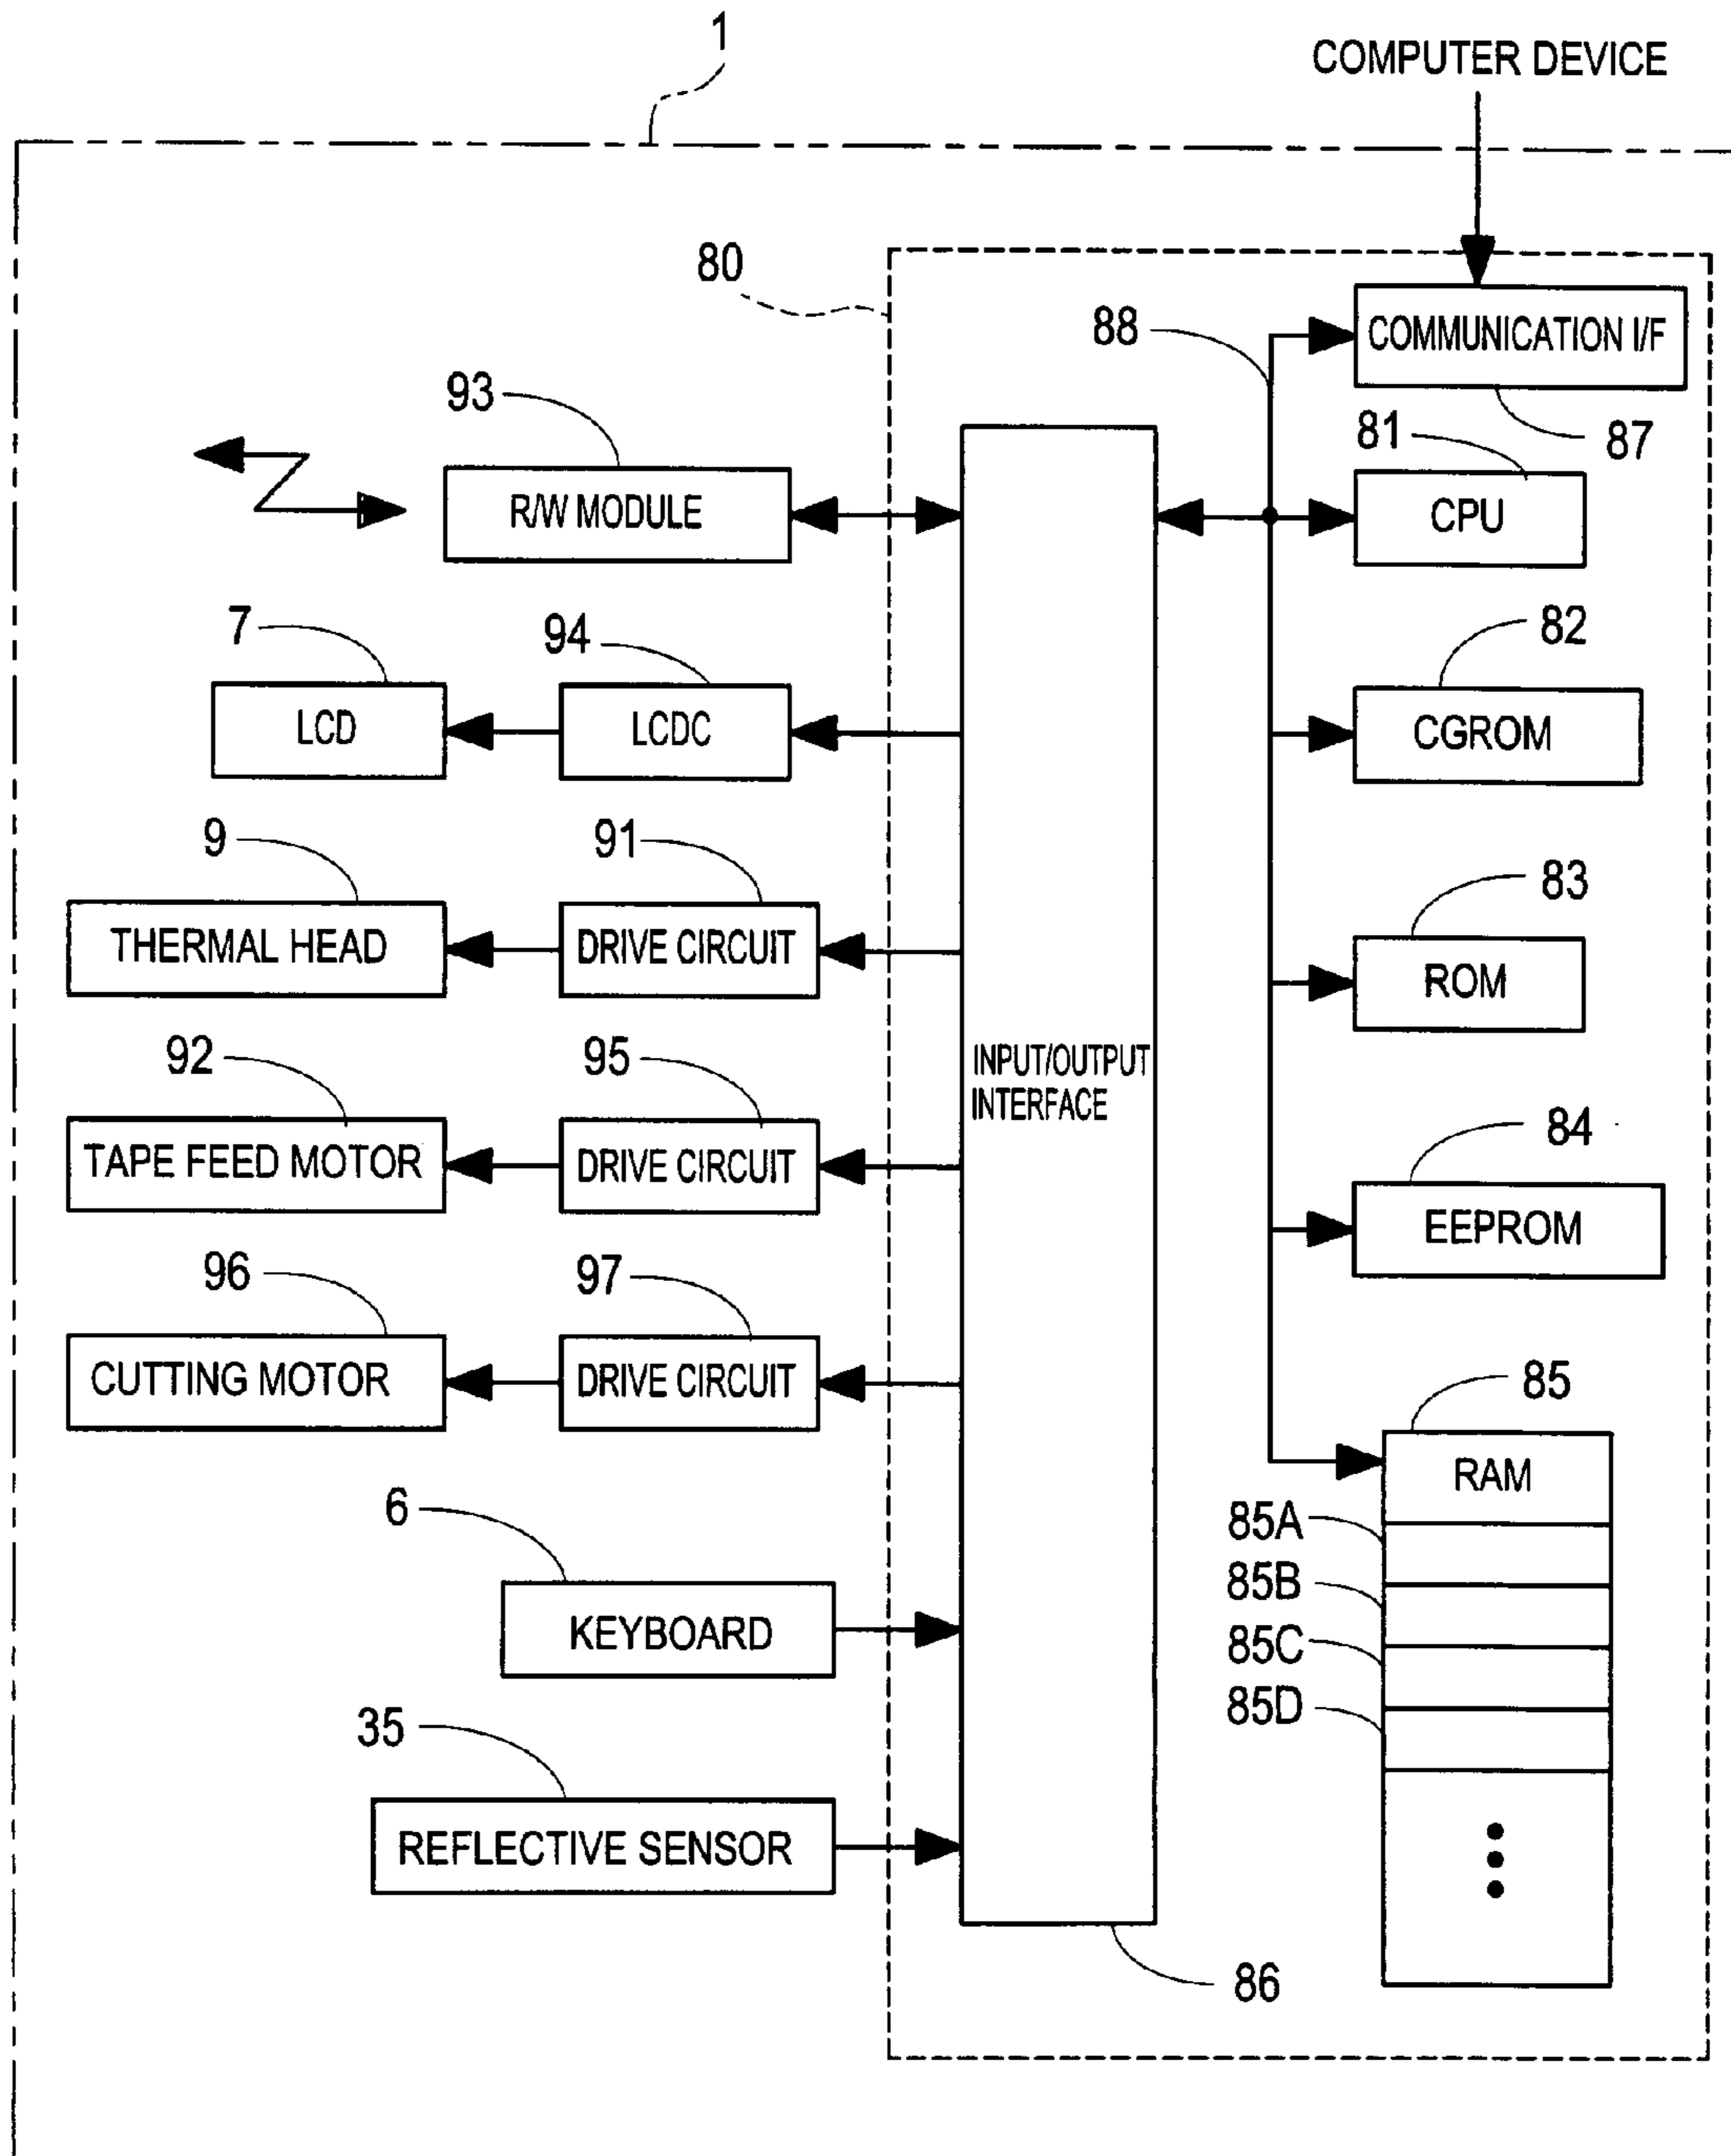 1
COMPUTER DEVICE
80
88
COMMUNICATION I/F
87
93
R/W MODULE
81
CPU
7
LCD
94
LCDC
82
CGROM
9
THERMAL HEAD
91
DRIVE CIRCUIT
83
ROM
INPUT/OUTPUT
INTERFACE
92
TAPE FEED MOTOR
95
DRIVE CIRCUIT
84
EEPROM
96
CUTTING MOTOR
97
DRIVE CIRCUIT
85
RAM
85A
85B
85C
85D
6
KEYBOARD
35
REFLECTIVE SENSOR
86